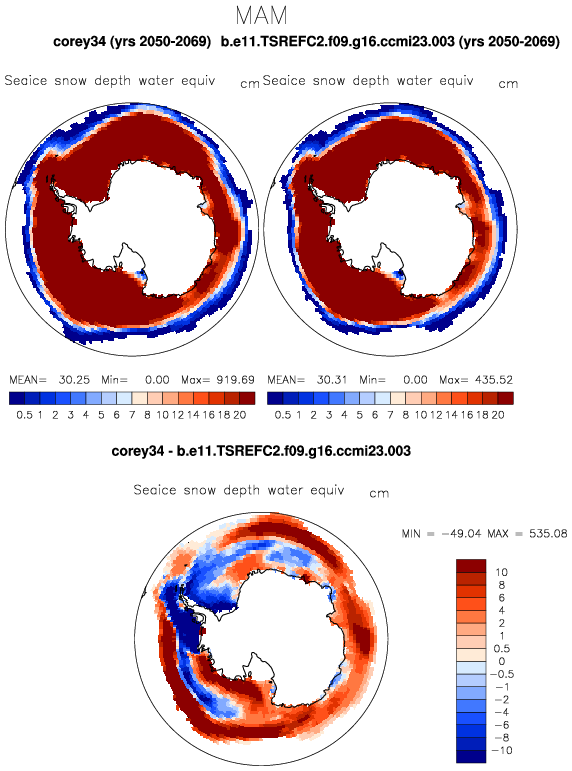 MAM
corey34 (yrs 2050-2069) b.e11.TSREFC2.f09.g16.ccmi23.003 (yrs 2050-2069)
Seaice snow depth water equiv cm Seaice snow depth water equiv cm
MEAN= 30.25 Min= 0.00 Max= 919.69 MEAN= 30.31 Min= 0.00 Max= 435.52
0.5 1 2 3 4 5 6 7 8 10 12 14 16 18 20 0.5 1 2 3 4 5 6 7 8 10 12 14 16 18 20
corey34 - b.e11.TSREFC2.f09.g16.ccmi23.003
Seaice snow depth water equiv cm
MIN = -49.04 MAX = 535.08
10
8
6
4
2
1
0.5
0
-0.5
-1
-2
-4
-6
-8
-10